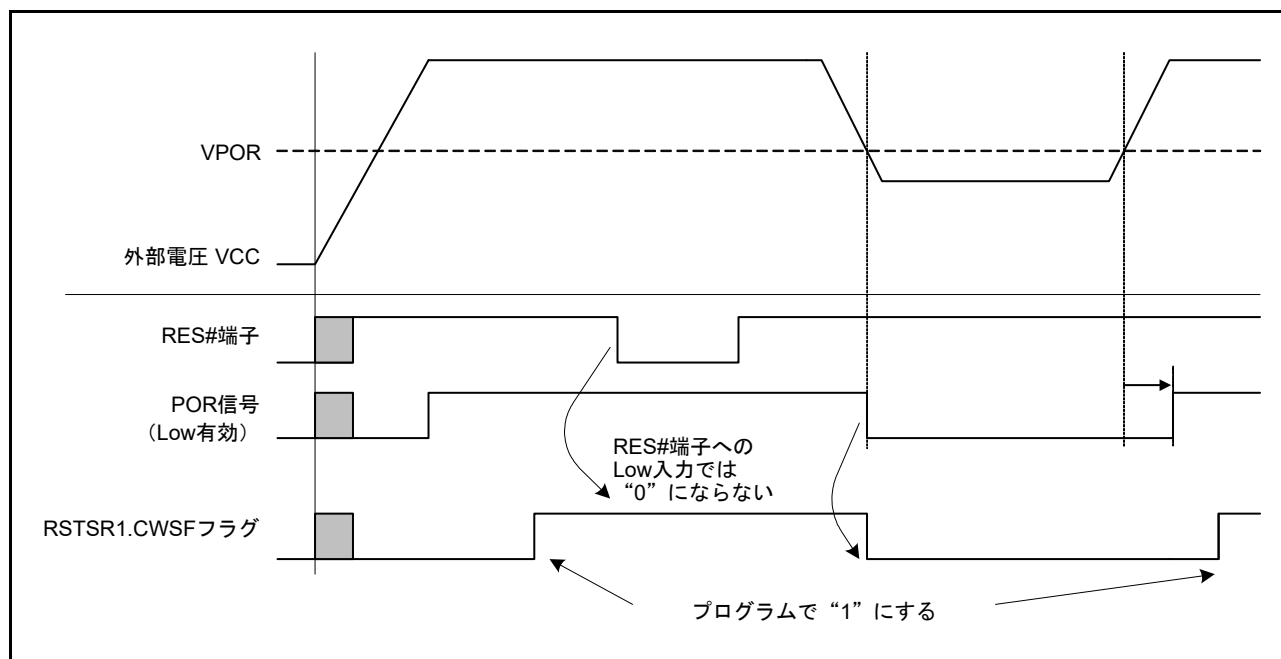 VPOR
外部電圧 VCC
RES#端子
POR信号
（Low有効）
RES#端子への
Low入力では
“0”にならない
RSTSR1.CWSFフラグ
プログラムで“1”にする